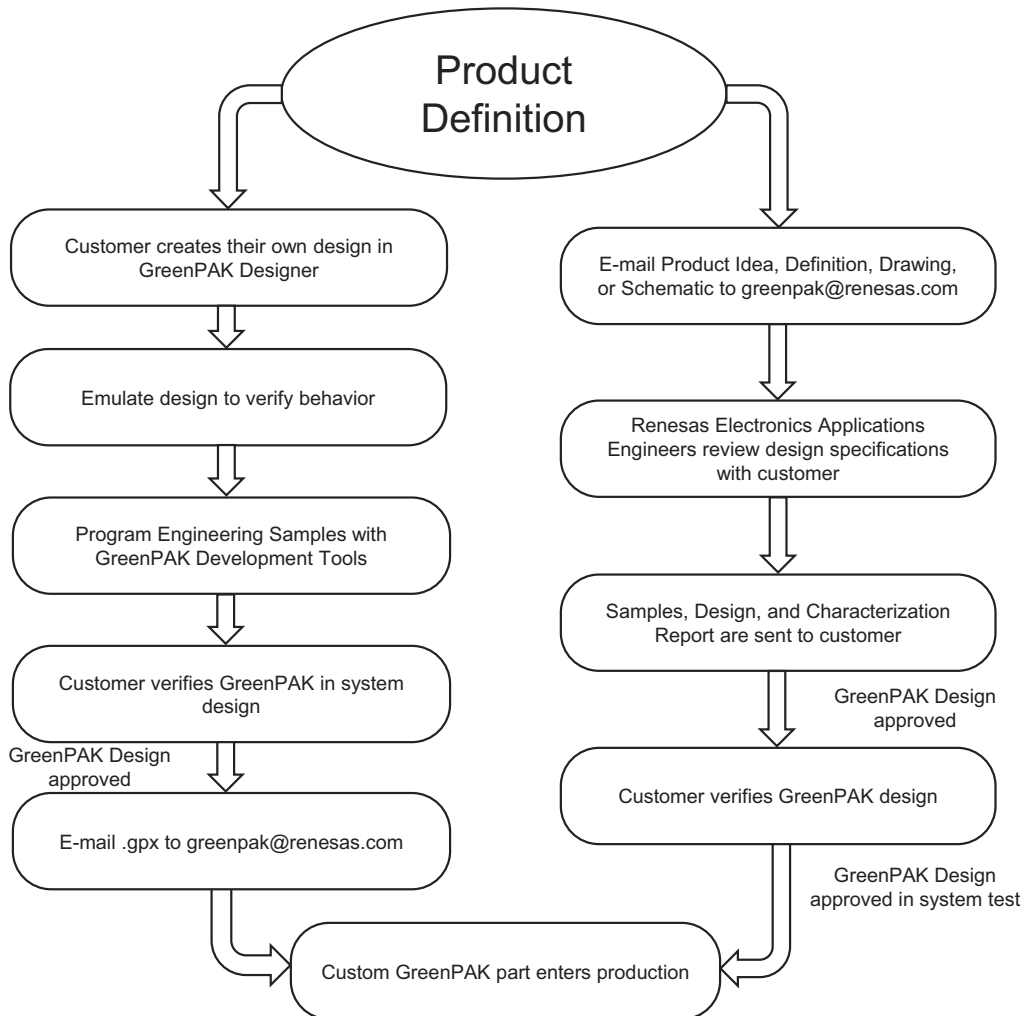 Product
Definition
Customer creates their own design in
GreenPAK Designer
Emulate design to verify behavior
Program Engineering Samples with
GreenPAK Development Tools
Customer verifies GreenPAK in system
design
GreenPAK Design
approved
E-mail .gpx to greenpak@renesas.com
E-mail Product Idea, Definition, Drawing,
or Schematic to greenpak@renesas.com
Renesas Electronics Applications
Engineers review design specifications
with customer
Samples, Design, and Characterization
Report are sent to customer
GreenPAK Design
approved
Customer verifies GreenPAK design
GreenPAK Design
approved in system test
Custom GreenPAK part enters production